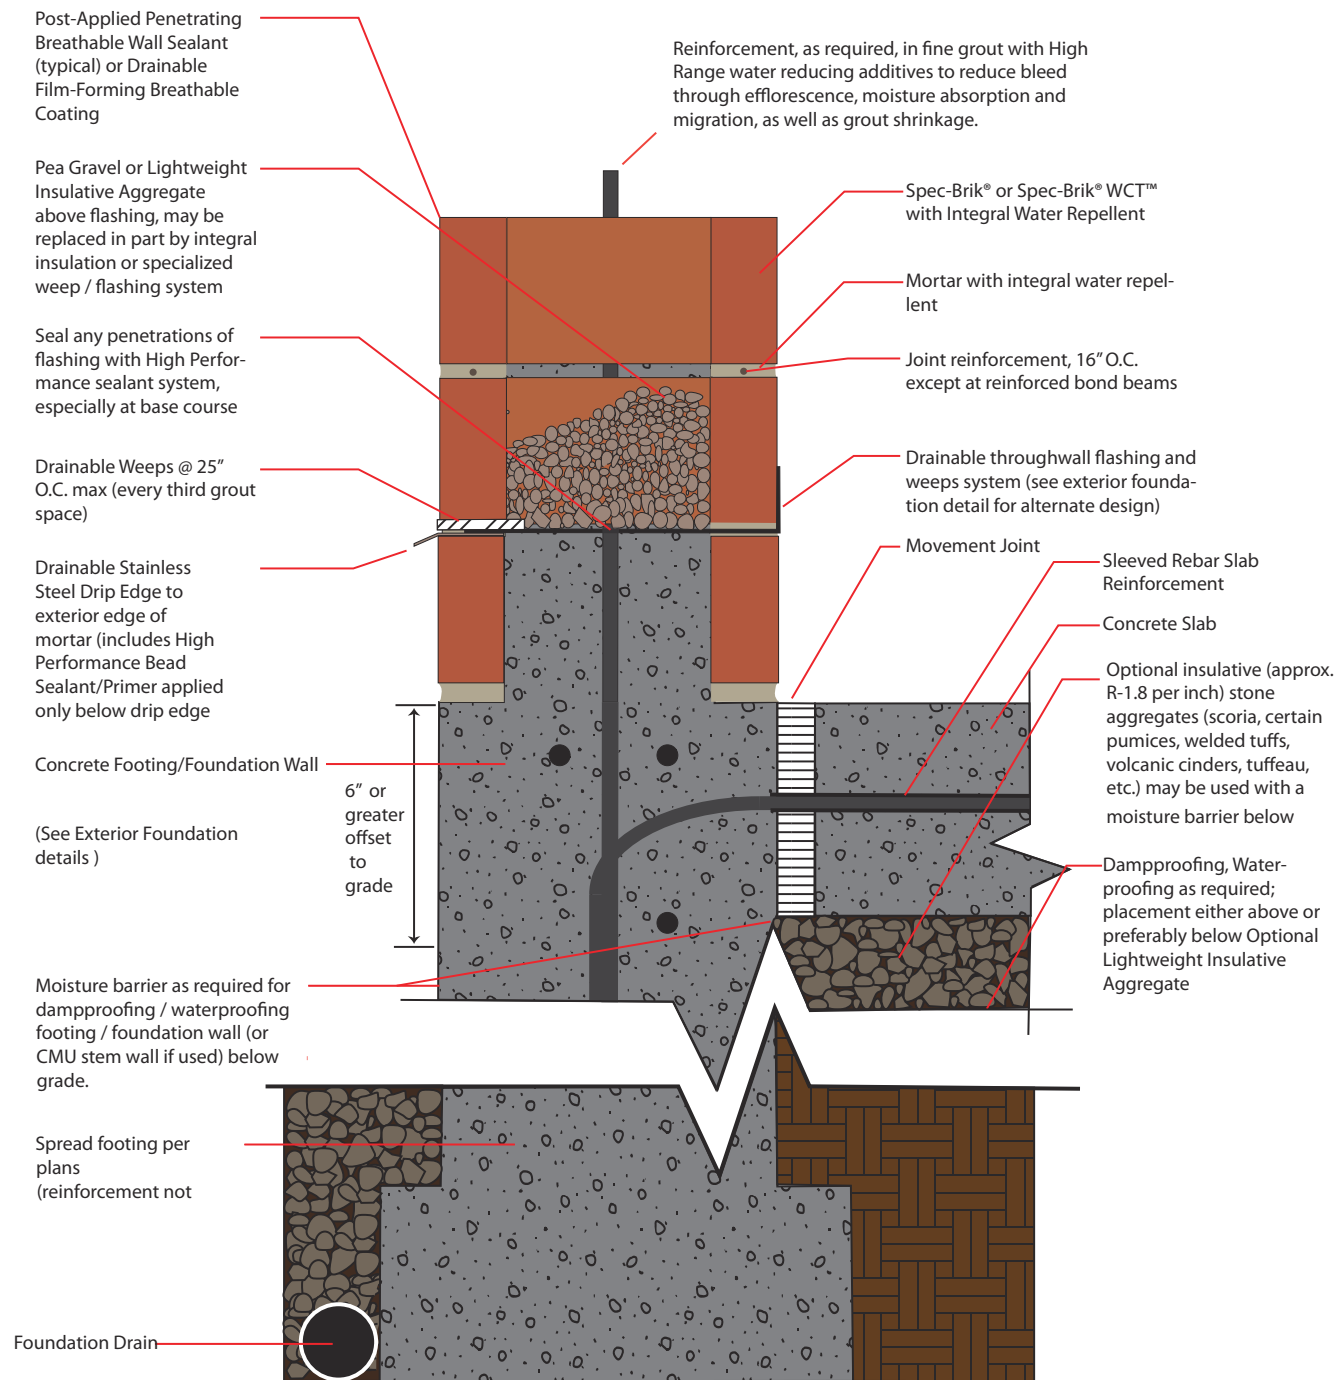 Post-Applied Penetrating
Breathable Wall Sealant
(typical) or Drainable
Film-Forming Breathable
Coating
Reinforcement, as required, in fine grout with High
Range water reducing additives to reduce bleed
through efflorescence, moisture absorption and
migration, as well as grout shrinkage.
Pea Gravel or Lightweight
Insulative Aggregate
above flashing, may be
replaced in part by integral
insulation or specialized
weep / flashing system
Spec-Brik® or Spec-Brik® WCT™
with Integral Water Repellent
Mortar with integral water repel-
lent
Seal any penetrations of
flashing with High Perfor-
mance sealant system,
especially at base course
Joint reinforcement, 16" O.C.
except at reinforced bond beams
Drainable Weeps @ 25"
O.C. max (every third grout
space)
Drainable throughwall flashing and
weeps system (see exterior founda-
tion detail for alternate design)
Movement Joint
Drainable Stainless
Steel Drip Edge to
exterior edge of
mortar (includes High
Performance Bead
Sealant/Primer applied
only below drip edge
Sleeved Rebar Slab
Reinforcement
Concrete Slab
Optional insulative (approx.
R-1.8 per inch) stone
aggregates (scoria, certain
pumices, welded tuffs,
volcanic cinders, tuffeau,
etc.) may be used with a
moisture barrier below
Concrete Footing/Foundation Wall
(See Exterior Foundation
details )
6" or
greater
offset
to
grade
Dampproofing, Water-
proofing as required;
placement either above or
preferably below Optional
Lightweight Insulative
Aggregate
Moisture barrier as required for
dampproofing / waterproofing
footing / foundation wall (or
CMU stem wall if used) below
grade.
Spread footing per
plans
(reinforcement not
Foundation Drain